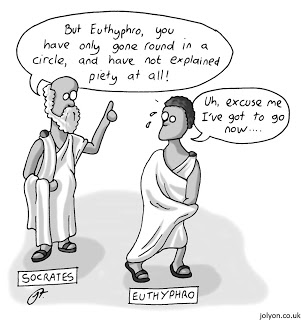 But Euthyphro, you
have only gone round in a
circle, and have not explained
piety at all!
Uh, excuse me
I've got to go
now....
SOCRATES
EUTHYPHRO
jolyon.co.uk